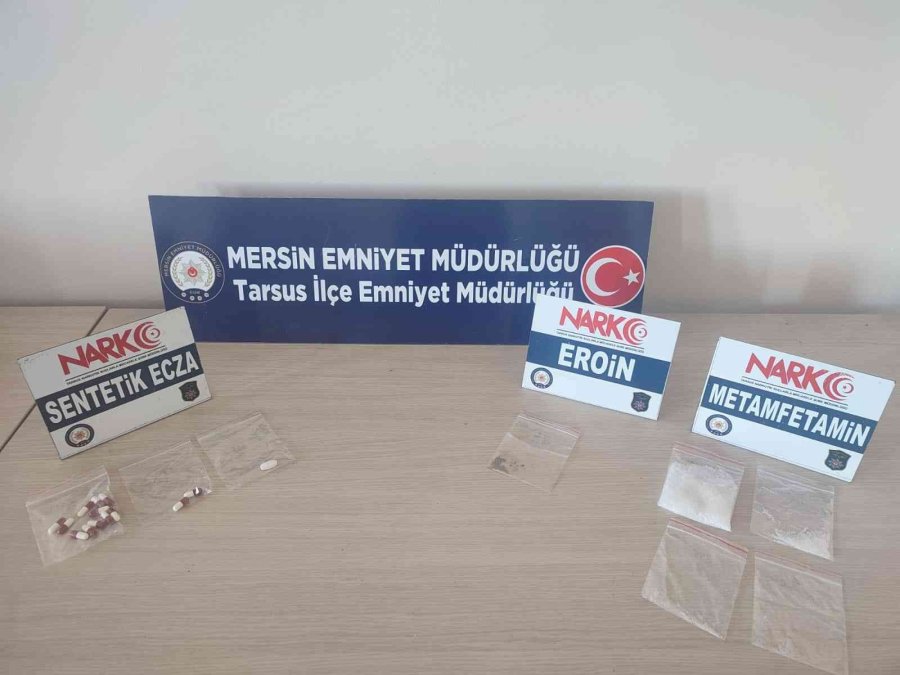 MERSİN EMNİYET MÜDÜRLÜĞÜ
Tarsus İlçe Emniyet Müdürlüğü
NARKO
SENTETİK ECZA
NARKO
EROİN
NARKO
METAMFETAMİN